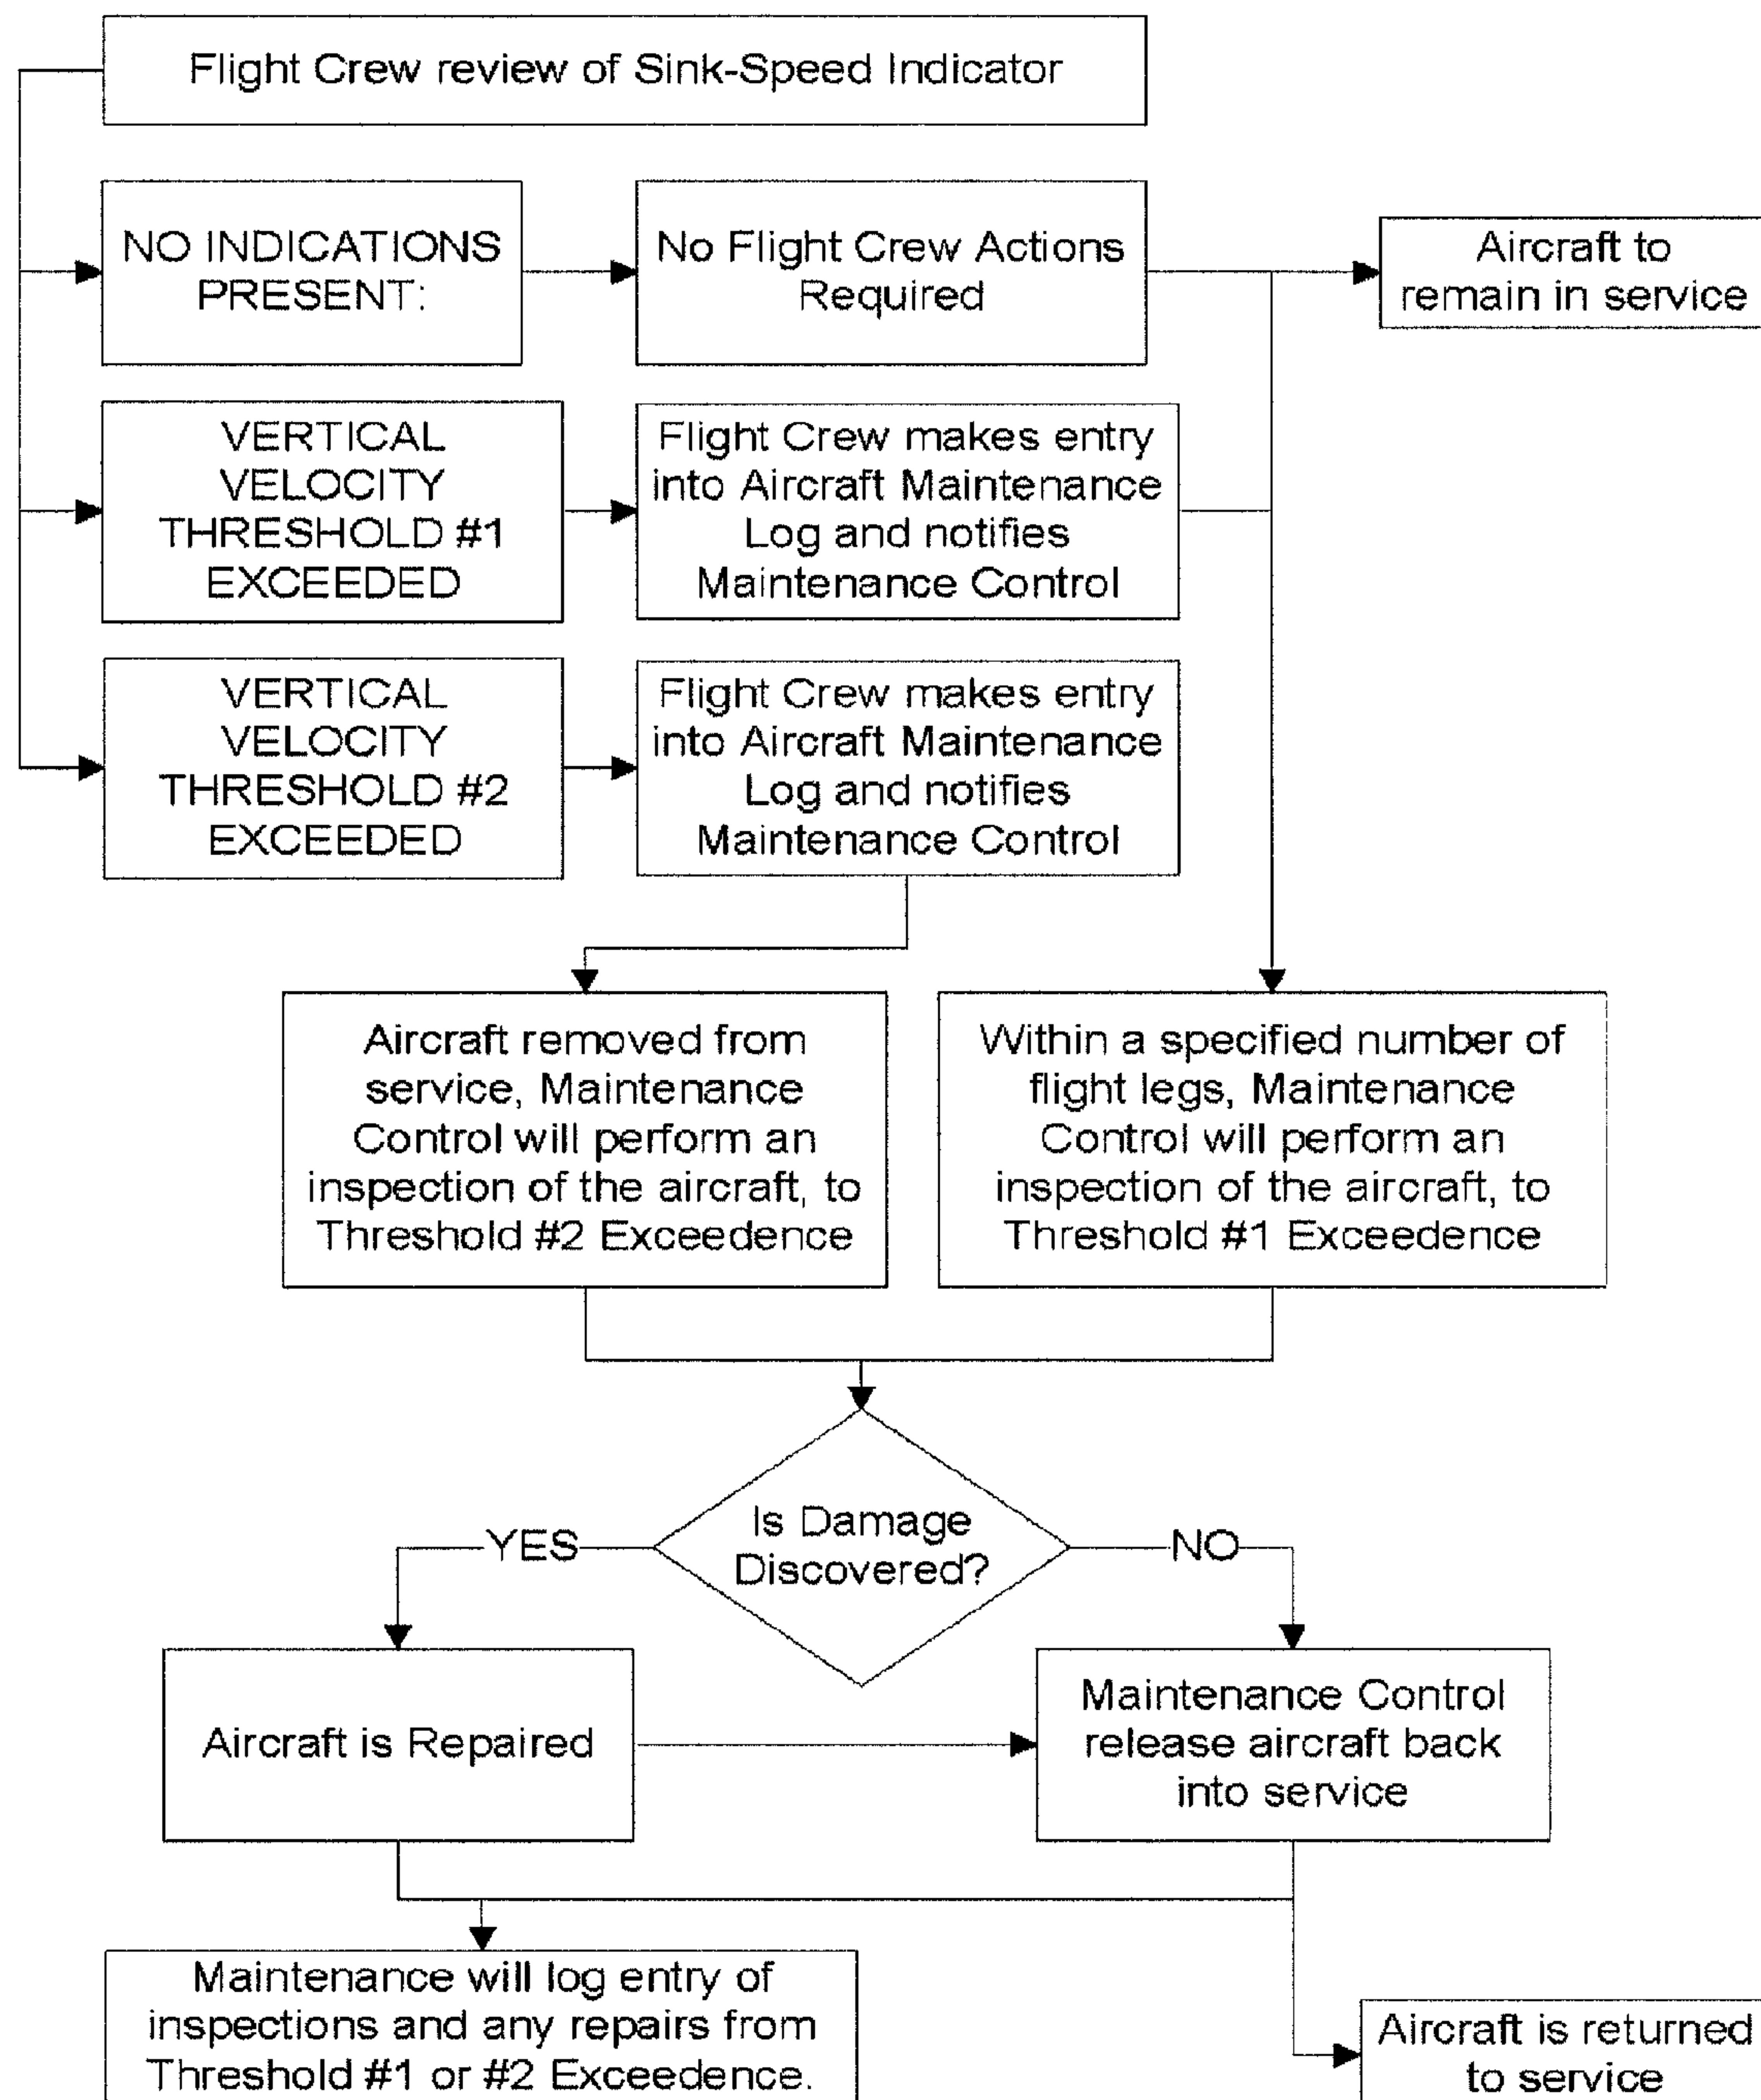 Flight Crew review of Sink-Speed Indicator
NO INDICATIONS
PRESENT:
No Flight Crew Actions
Required
Aircraft to
remain in service
VERTICAL
VELOCITY
THRESHOLD #1
EXCEEDED
Flight Crew makes entry
into Aircraft Maintenance
Log and notifies
Maintenance Control
VERTICAL
VELOCITY
THRESHOLD #2
EXCEEDED
Flight Crew makes entry
into Aircraft Maintenance
Log and notifies
Maintenance Control
Aircraft removed from
service, Maintenance
Control will perform an
inspection of the aircraft, to
Threshold #2 Exceedence
Within a specified number of
flight legs, Maintenance
Control will perform an
inspection of the aircraft, to
Threshold #1 Exceedence
Is Damage
Discovered?
YES
NO
Aircraft is Repaired
Maintenance Control
release aircraft back
into service
Maintenance will log entry of
inspections and any repairs from
Threshold #1 or #2 Exceedence.
Aircraft is returned
to service